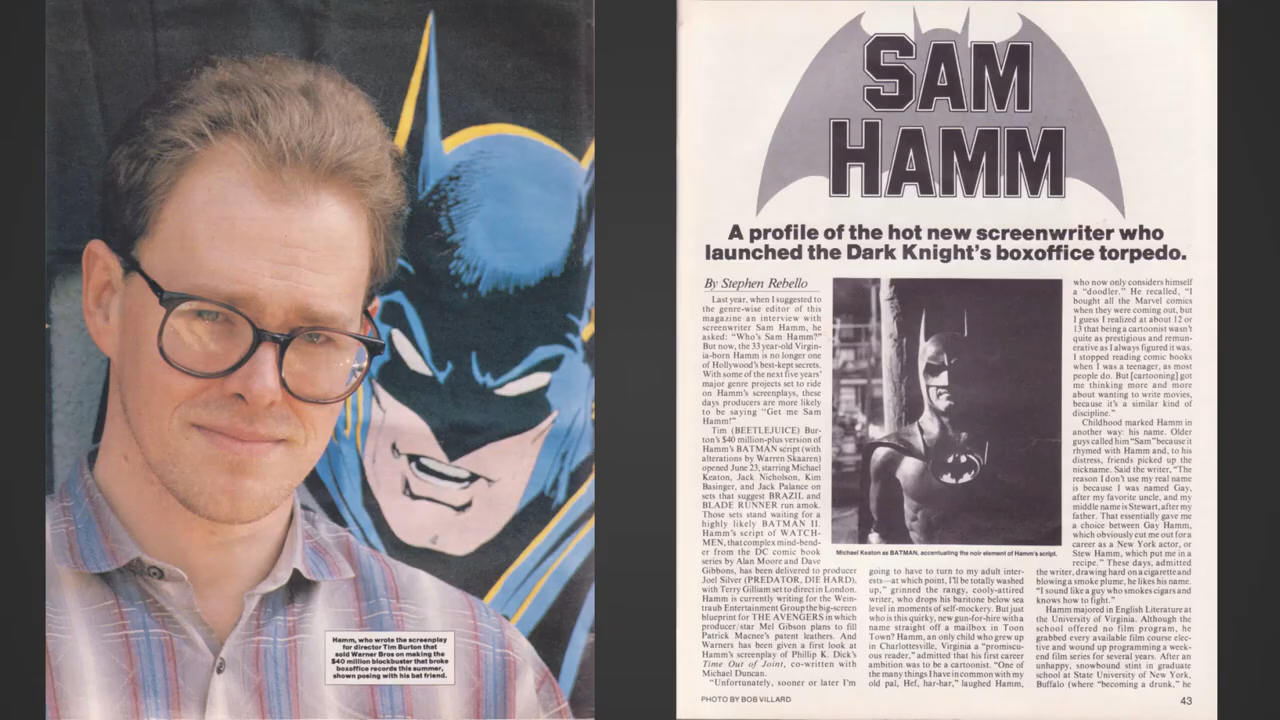 Hamm, who wrote the screenplay
for director Tim Burton that
sold Warner Bros on making the
$40 million blockbuster that broke
boxoffice records this summer,
shown posing with his bat friend.
SAM
HAMM
A profile of the hot new screenwriter who
launched the Dark Knight's boxoffice torpedo.
By Stephen Rebello
Last year, when I suggested to
the genre-wise editor of this
magazine an interview with
screenwriter Sam Hamm, he
asked: "Who's Sam Hamm?"
But now, the 33 year-old Virgin-
ia-born Hamm is no longer one
of Hollywood's best-kept secrets.
With some of the next five years'
major genre projects set to ride
on Hamm's screenplays, these
days producers are more likely
to be saying "Get me Sam
Hamm!"
Tim (BEETLEJUICE) Bur-
ton's $40 million-plus version of
Hamm's BATMAN script (with
alterations by Warren Skaaren)
opened June 23, starring Michael
Keaton, Jack Nicholson, Kim
Basinger, and Jack Palance on
sets that suggest BRAZIL and
BLADE RUNNER run amok.
Those sets stand waiting for a
highly likely BATMAN II.
Hamm's script of WATCH-
MEN, that complex mind-bend-
er from the DC comic book
series by Alan Moore and Dave
Gibbons, has been delivered to producer
Joel Silver (PREDATOR, DIE HARD),
with Terry Gilliam set to direct in London.
Hamm is currently writing for the Wein-
traub Entertainment Group the big-screen
blueprint for THE AVENGERS in which
producer/star Mel Gibson plans to fill
Patrick Macnee's patent leathers. And
Warners has been given a first look at
Hamm's screenplay of Phillip K. Dick's
Time Out of Joint, co-written with
Michael Duncan.
"Unfortunately, sooner or later I'm
Michael Keaton as BATMAN, accentuating the noir element of Hamm's script.
going to have to turn to my adult inter-
ests—at which point, I'll be totally washed
up," grinned the rangy, cooly-attired
writer, who drops his baritone below sea
level in moments of self-mockery. But just
who is this quirky, new gun-for-hire with a
name straight off a mailbox in Toon
Town? Hamm, an only child who grew up
in Charlottesville, Virginia a "promiscu-
ous reader," admitted that his first career
ambition was to be a cartoonist. "One of
the many things I have in common with my
old pal, Hef, har-har," laughed Hamm,
who now only considers himself
a "doodler." He recalled, "I
bought all the Marvel comics
when they were coming out, but
I guess I realized at about 12 or
13 that being a cartoonist wasn't
quite as prestigious and remun-
erative as I always figured it was.
I stopped reading comic books
when I was a teenager, as most
people do. But [cartooning] got
me thinking more and more
about wanting to write movies,
because it's a similar kind of
discipline."
Childhood marked Hamm in
another way: his name. Older
guys called him "Sam" because it
rhymed with Hamm and, to his
distress, friends picked up the
nickname. Said the writer, "The
reason I don't use my real name
is because I was named Gay,
after my favorite uncle, and my
middle name is Stewart, after my
father. That essentially gave me
a choice between Gay Hamm,
which obviously cut me out for a
career as a New York actor, or
Stew Hamm, which put me in a
recipe." These days, admitted
the writer, drawing hard on a cigarette and
blowing a smoke plume, he likes his name.
"I sound like a guy who smokes cigars and
knows how to fight."
Hamm majored in English Literature at
the University of Virginia. Although the
school offered no film program, he
grabbed every available film course elec-
tive and wound up programming a week-
end film series for several years. After an
unhappy, snowbound stint in graduate
school at State University of New York,
Buffalo (where "becoming a drunk," he
PHOTO BY BOB VILLARD
43